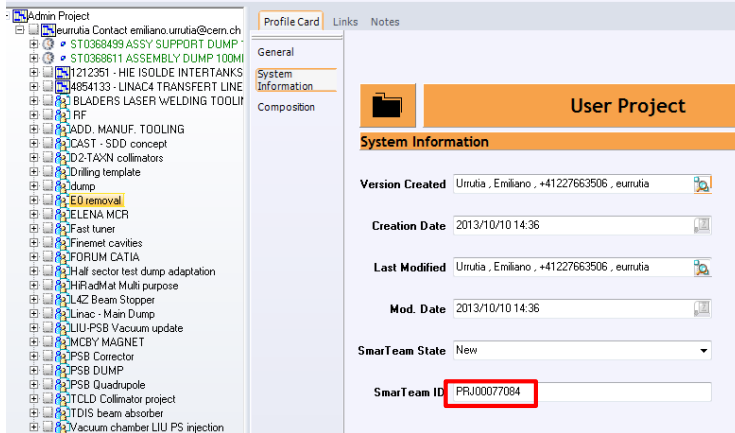 Admin Project
eurrutia Contact emiliano.urrutia@cern.ch
ST0368499 ASSY SUPPORT DUMP
ST0368611 ASSEMBLY DUMP 100MI
1212351 - HIE ISOLDE INTERTANKS
4854133 - LINAC4 TRANSFERT LINE
BLADERS LASER WELDING TOOLI
RF
ADD. MANUF. TOOLING
CAST - SDD concept
D2-TAXN collimators
Drilling template
dump
E0 removal
ELENA MCR
Fast tuner
Finemet cavities
FORUM CATIA
Half sector test dump adaptation
HiRadMat Multi purpose
L4Z Beam Stopper
Linac - Main Dump
LIU-PSB Vacuum update
MCBY MAGNET
PSB Corrector
PSB DUMP
PSB Quadrupole
TCLD Collimator project
TDIS beam absorber
Vacuum chamber LIU PS injection
Profile Card Links Notes
General
System
Information
Composition
User Project
System Information
Version Created Urrutia , Emiliano , +41227663506 , eurrutia
Creation Date 2013/10/10 14:36
Last Modified Urrutia , Emiliano , +41227663506 , eurrutia
Mod. Date 2013/10/10 14:36
SmarTeam State New
SmarTeam ID PRJ00077084